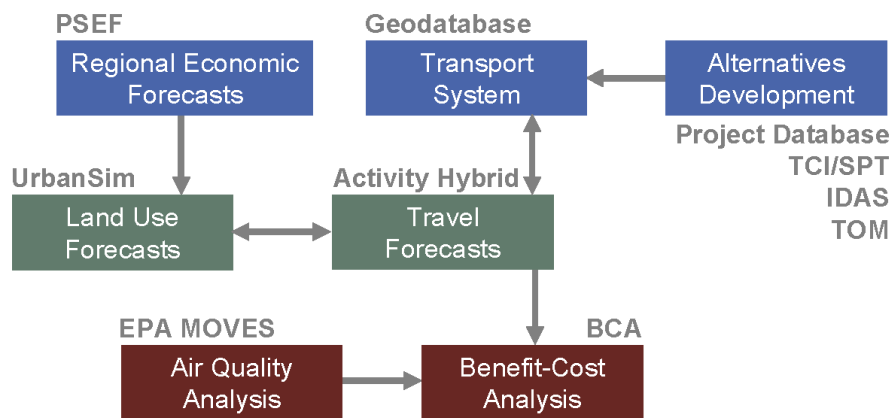 PSEF
Regional Economic
Forecasts
Geodatabase
Transport
System
Alternatives
Development
Project Database
TCI/SPT
IDAS
TOM
UrbanSim
Land Use
Forecasts
Activity Hybrid
Travel
Forecasts
EPA MOVES
Air Quality
Analysis
BCA
Benefit-Cost
Analysis